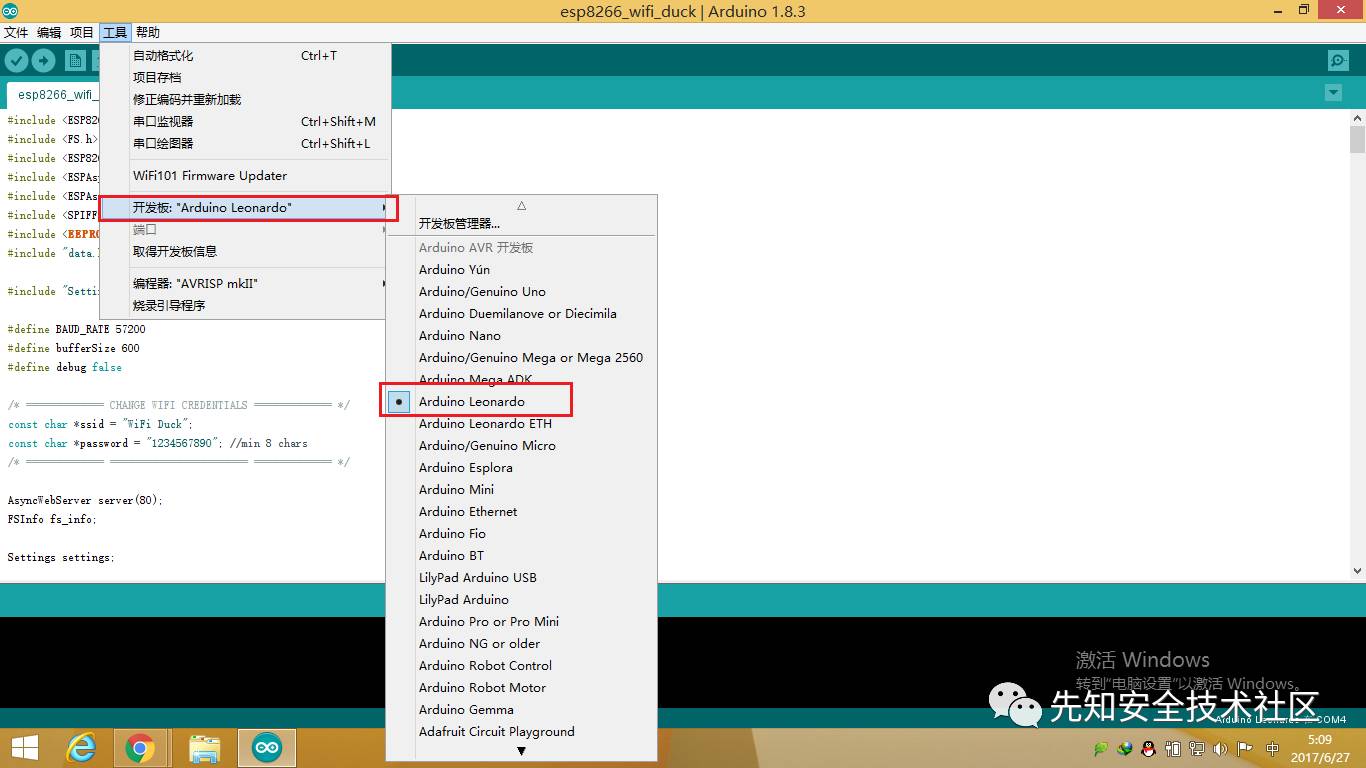 esp8266_wifi_duck | Arduino 1.8.3
文件 编辑 项目 工具 帮助
自动格式化 Ctrl+T
项目存档
修正编码并重新加载
串口监视器 Ctrl+Shift+M
串口绘图器 Ctrl+Shift+L
WiFi101 Firmware Updater
开发板: "Arduino Leonardo"
端口
取得开发板信息
编程器: "AVRISP mkII"
烧录引导程序
开发板管理器...
Arduino AVR 开发板
Arduino Yún
Arduino/Genuino Uno
Arduino Duemilanove or Diecimila
Arduino Nano
Arduino/Genuino Mega or Mega 2560
Arduino Mega ADK
Arduino Leonardo
Arduino Leonardo ETH
Arduino/Genuino Micro
Arduino Esplora
Arduino Mini
Arduino Ethernet
Arduino Fio
Arduino BT
LilyPad Arduino USB
LilyPad Arduino
Arduino Pro or Pro Mini
Arduino NG or older
Arduino Robot Control
Arduino Robot Motor
Arduino Gemma
Adafruit Circuit Playground
esp8266_wifi_
#include <ESP82
#include <FS.h>
#include <ESP82
#include <ESPAsy
#include <ESPAs
#include <SPIFF
#include <EEPRO
#include "data.
#include "Setti
#define BAUD_RATE 57200
#define bufferSize 600
#define debug false
/* ============ CHANGE WIFI CREDENTIALS ============ */
const char *ssid = "WiFi Duck";
const char *password = "1234567890"; //min 8 chars
/* ============ ====================== ============ */
AsyncWebServer server(80);
FSInfo fs_info;
Settings settings;
激活 Windows
转到"电脑设置"以激活 Windows。
先知安全技术社区
Arduino Leonardo 在 COM4
中
5:09
2017/6/27